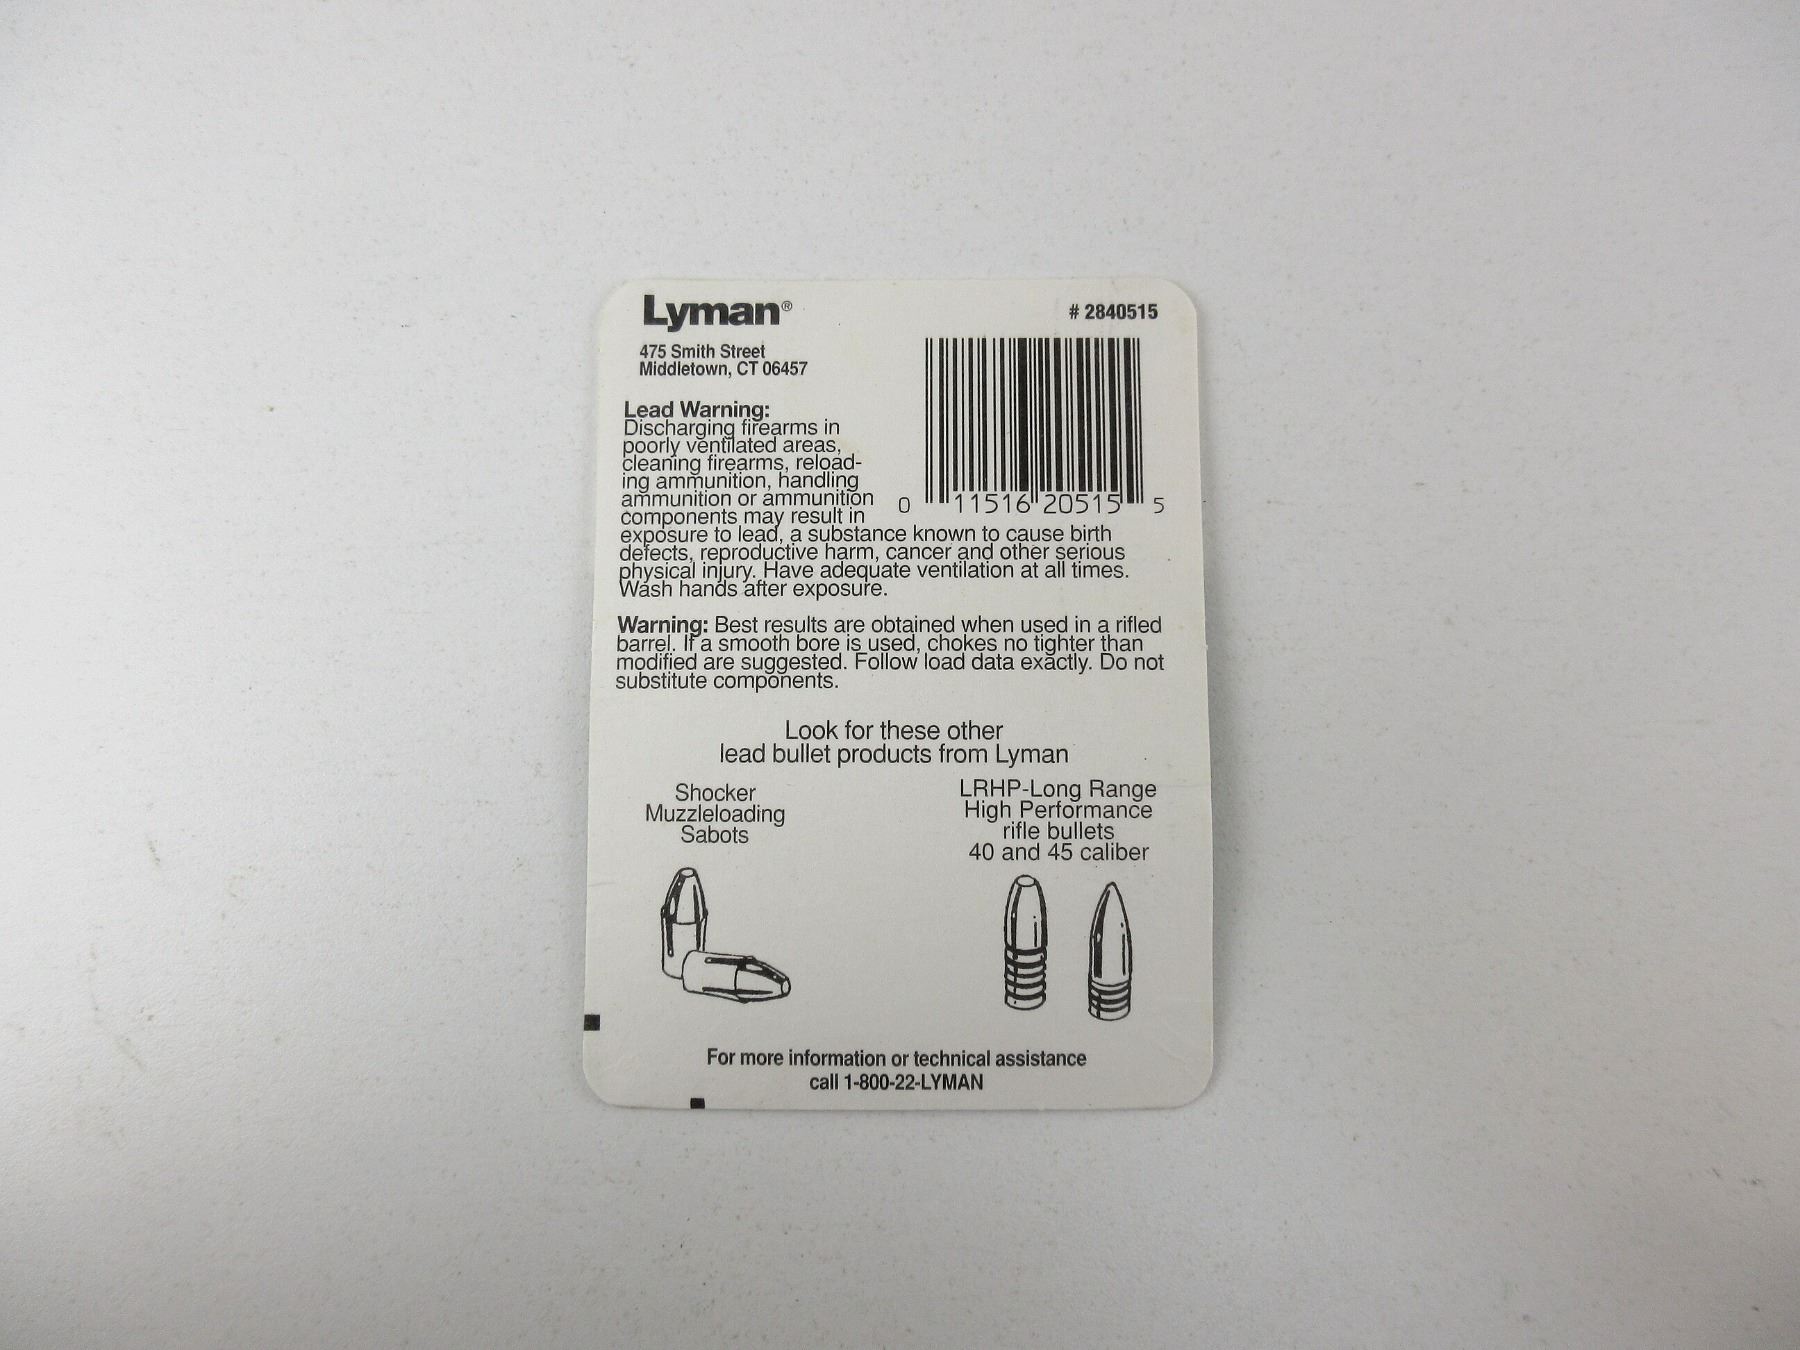 Lyman®
# 2840515
475 Smith Street
Middletown, CT 06457
Lead Warning:
Discharging firearms in
poorly ventilated areas,
cleaning firearms, reload-
ing ammunition, handling
ammunition or ammunition
components may result in
exposure to lead, a substance known to cause birth
defects, reproductive harm, cancer and other serious
physical injury. Have adequate ventilation at all times.
Wash hands after exposure.
0 11516 20515 5
Warning: Best results are obtained when used in a rifled
barrel. If a smooth bore is used, chokes no tighter than
modified are suggested. Follow load data exactly. Do not
substitute components.
Look for these other
lead bullet products from Lyman
Shocker
Muzzleloading
Sabots
LRHP-Long Range
High Performance
rifle bullets
40 and 45 caliber
For more information or technical assistance
call 1-800-22-LYMAN